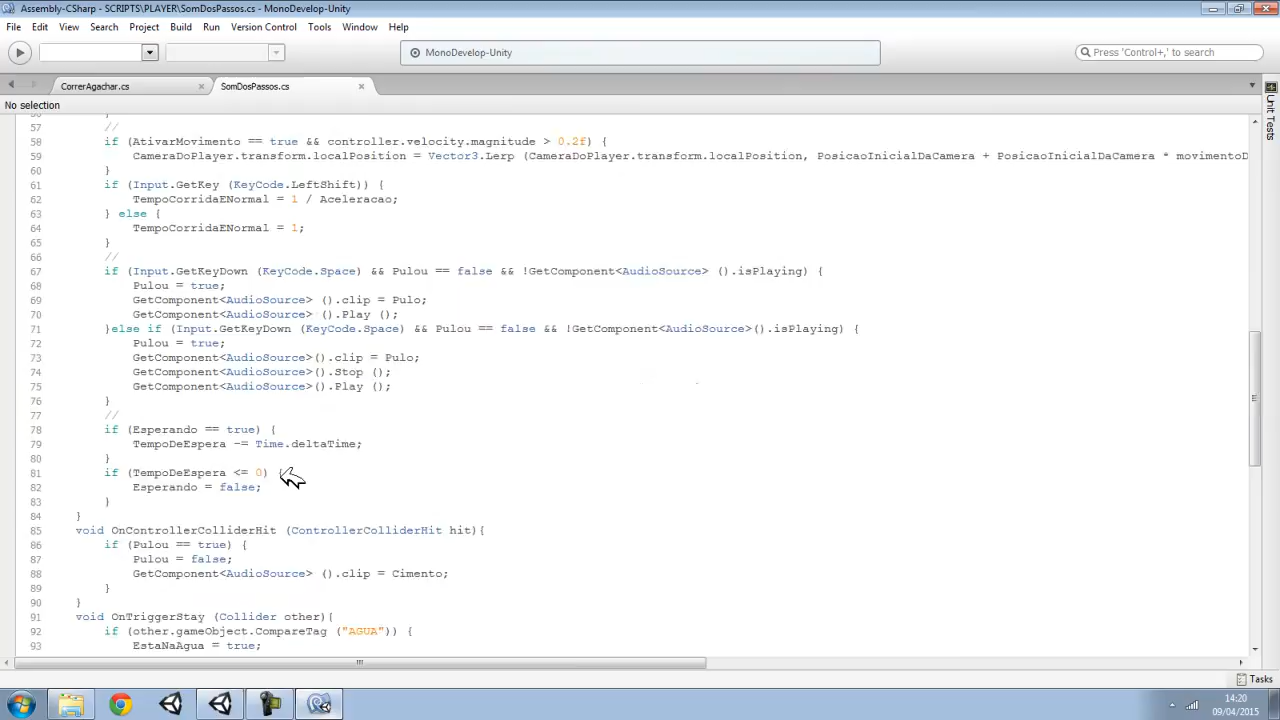 Assembly-CSharp - SCRIPTS\PLAYER\SomDosPassos.cs - MonoDevelop-Unity
File Edit View Search Project Build Run Version Control Tools Window Help
MonoDevelop-Unity
Press 'Control+,' to search
CorrerAgachar.cs SomDosPassos.cs
No selection
57 //
58 if (AtivarMovimento == true && controller.velocity.magnitude > 0.2f) {
59 CameraDoPlayer.transform.localPosition = Vector3.Lerp (CameraDoPlayer.transform.localPosition, PosicaoInicialDaCamera + PosicaoInicialDaCamera * movimentoD
60 }
61 if (Input.GetKey (KeyCode.LeftShift)) {
62 TempoCorridaENormal = 1 / Aceleracao;
63 } else {
64 TempoCorridaENormal = 1;
65 }
66 //
67 if (Input.GetKeyDown (KeyCode.Space) && Pulou == false && !GetComponent<AudioSource> ().isPlaying) {
68 Pulou = true;
69 GetComponent<AudioSource> ().clip = Pulo;
70 GetComponent<AudioSource> ().Play ();
71 }else if (Input.GetKeyDown (KeyCode.Space) && Pulou == false && !GetComponent<AudioSource>().isPlaying) {
72 Pulou = true;
73 GetComponent<AudioSource>().clip = Pulo;
74 GetComponent<AudioSource>().Stop ();
75 GetComponent<AudioSource>().Play ();
76 }
77 //
78 if (Esperando == true) {
79 TempoDeEspera -= Time.deltaTime;
80 }
81 if (TempoDeEspera <= 0) {
82 Esperando = false;
83 }
84 }
85 void OnControllerColliderHit (ControllerColliderHit hit){
86 if (Pulou == true) {
87 Pulou = false;
88 GetComponent<AudioSource> ().clip = Cimento;
89 }
90 }
91 void OnTriggerStay (Collider other){
92 if (other.gameObject.CompareTag ("AGUA")) {
93 EstaNaAgua = true;
Unit Tests
Tasks
14:20
09/04/2015